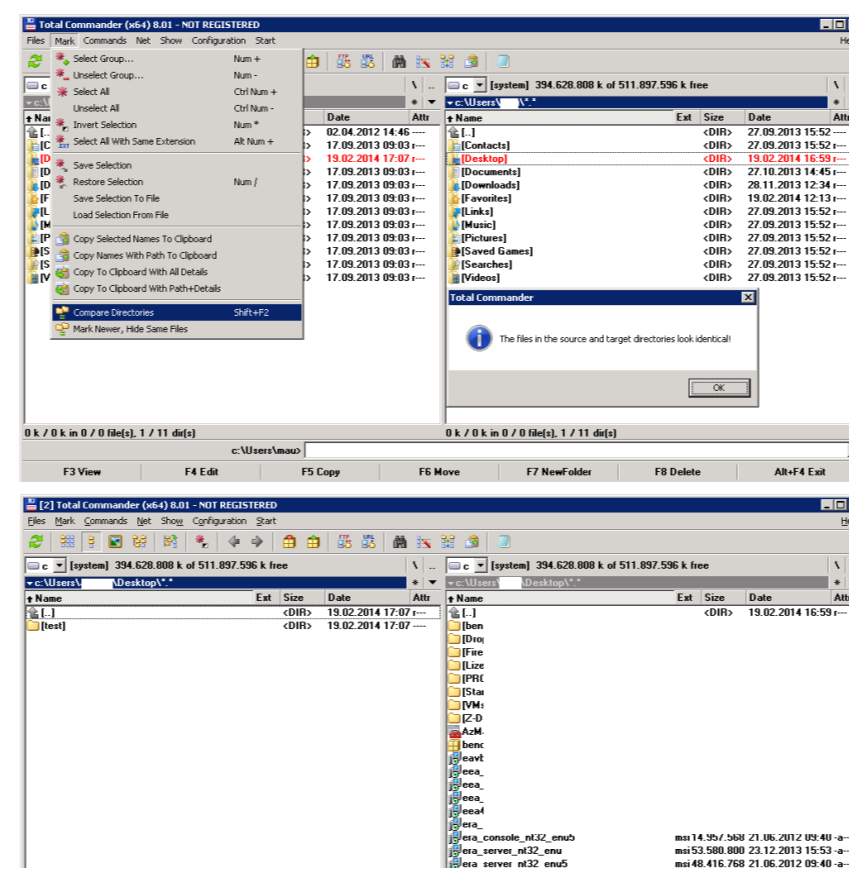 Total Commander (x64) 8.01 - NOT REGISTERED
Files Mark Commands Net Show Configuration Start
Select Group... Num +
Unselect Group... Num -
Select All Ctrl Num +
Unselect All Ctrl Num -
Invert Selection Num *
Select All With Same Extension Alt Num +
Save Selection
Restore Selection Num /
Save Selection To File
Load Selection From File
Copy Selected Names To Clipboard
Copy Names With Path To Clipboard
Copy To Clipboard With All Details
Copy To Clipboard With Path+Details
Compare Directories Shift+F2
Mark Newer, Hide Same Files
c
\ ..
* ▼
Date Attr
02.04.2012 14:46 ----
17.09.2013 09:03 r---
19.02.2014 17:07 r---
17.09.2013 09:03 r---
17.09.2013 09:03 r---
17.09.2013 09:03 r---
17.09.2013 09:03 r---
17.09.2013 09:03 r---
17.09.2013 09:03 r---
17.09.2013 09:03 r---
17.09.2013 09:03 r---
17.09.2013 09:03 r---
c [system] 394.628.808 k of 511.897.596 k free \
c:\Users\ \*.* *
Name Ext Size Date Attr
[..] <DIR> 27.09.2013 15:52 ----
[Contacts] <DIR> 27.09.2013 15:52 r---
[Desktop] <DIR> 19.02.2014 16:59 r---
[Documents] <DIR> 27.10.2013 14:45 r---
[Downloads] <DIR> 28.11.2013 12:34 r---
[Favorites] <DIR> 19.02.2014 12:13 r---
[Links] <DIR> 27.09.2013 15:52 r---
[Music] <DIR> 27.09.2013 15:52 r---
[Pictures] <DIR> 27.09.2013 15:52 r---
[Saved Games] <DIR> 27.09.2013 15:52 r---
[Searches] <DIR> 27.09.2013 15:52 r---
[Videos] <DIR> 27.09.2013 15:52 r---
Total Commander
The files in the source and target directories look identical!
OK
0 k / 0 k in 0 / 0 file(s), 1 / 11 dir(s)
0 k / 0 k in 0 / 0 file(s), 1 / 11 dir(s)
c:\Users\mau>
F3 View F4 Edit F5 Copy F6 Move F7 NewFolder F8 Delete Alt+F4 Exit
[2] Total Commander (x64) 8.01 - NOT REGISTERED
Files Mark Commands Net Show Configuration Start
c [system] 394.628.808 k of 511.897.596 k free \ ..
c:\Users\ \Desktop\*.* * ▼
Name Ext Size Date Attr
[..] <DIR> 19.02.2014 17:07 r---
[test] <DIR> 19.02.2014 17:07 ----
c [system] 394.628.808 k of 511.897.596 k free \
c:\Users\ \Desktop\*.* *
Name Ext Size Date Attr
[..] <DIR> 19.02.2014 16:59 r---
[ben
[Fire
[Lize
[Star
[VMs
[Z-D
AzM
benc
eavt
eea_
eea_
eea_
eea4
era_
era_console_nt32_enu5 msi 14.957.568 21.06.2012 09:40 -a--
era_server_nt32_enu msi 53.580.800 23.12.2013 15:53 -a--
era_server_nt32_enu5 msi 48.416.768 21.06.2012 09:40 -a--